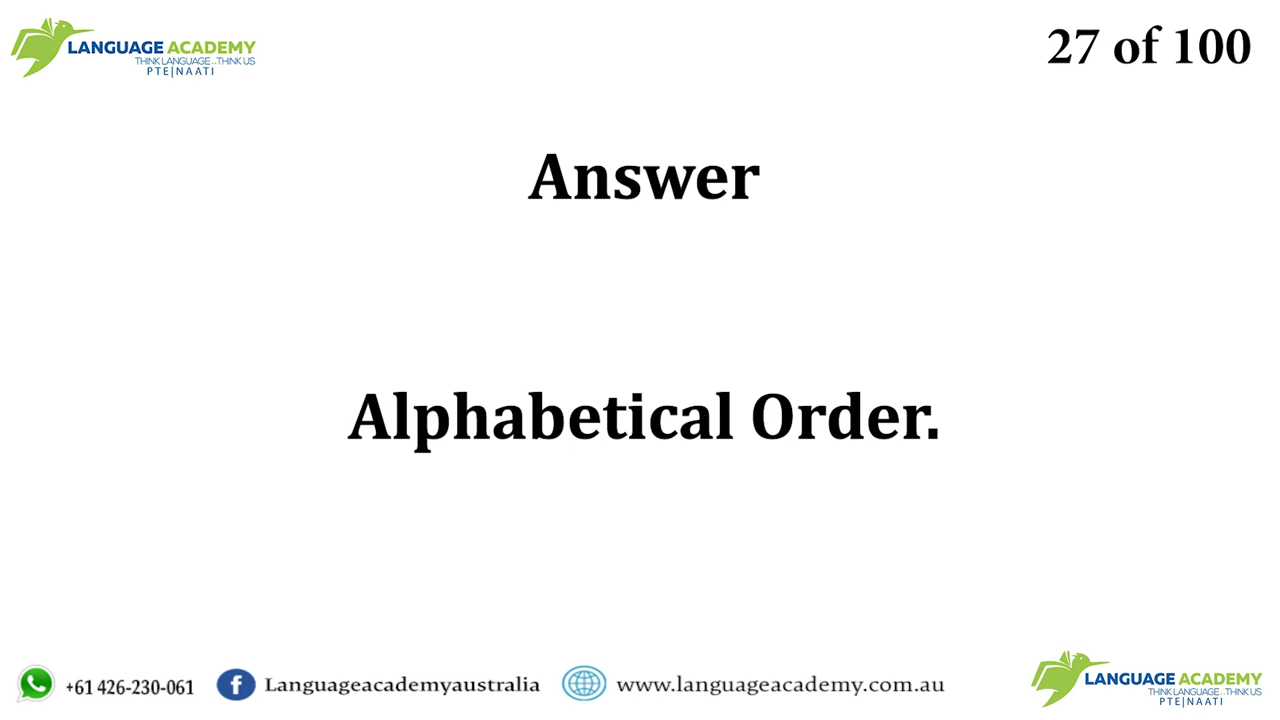 LANGUAGE ACADEMY
THINK LANGUAGE...THINK US
PTE|NAATI
27 of 100
Answer
Alphabetical Order.
+61 426-230-061
Languageacademyaustralia
www.languageacademy.com.au
LANGUAGE ACADEMY
THINK LANGUAGE...THINK US
PTE|NAATI